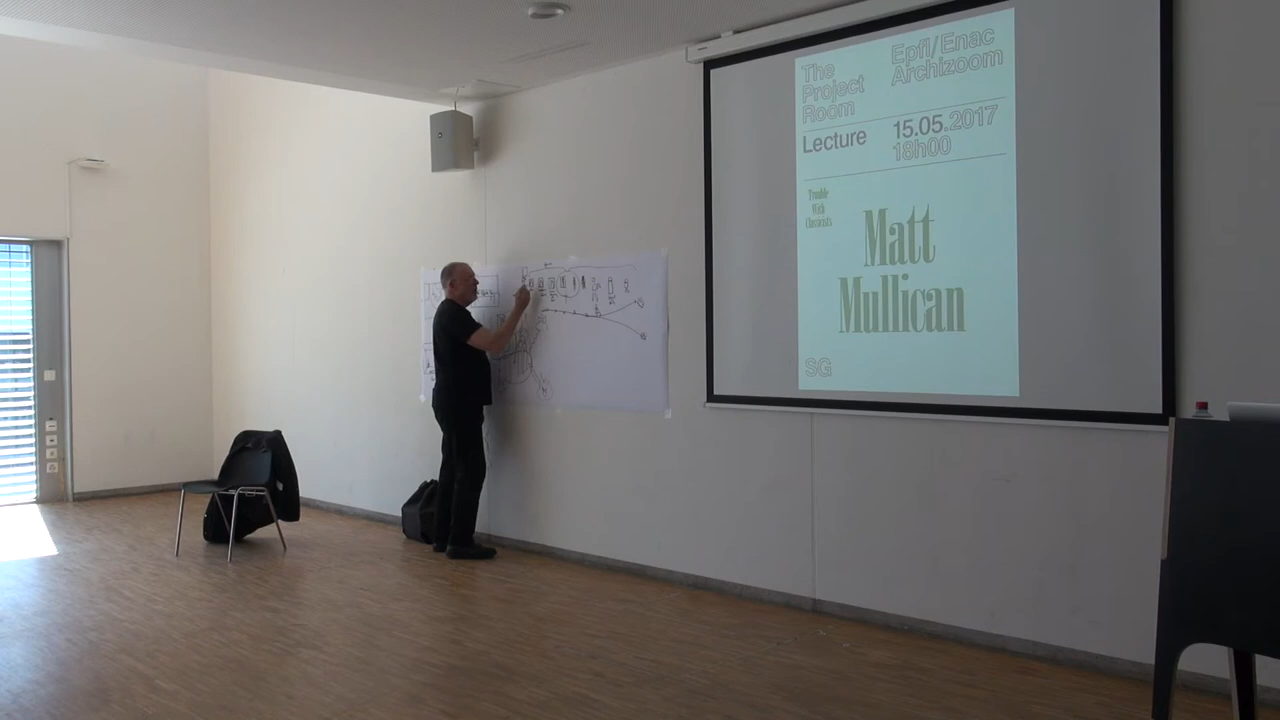 The
Project
Room
Epfl/Enac
Archizoom
Lecture
15.05.2017
18h00
Trouble
With
Classicists
Matt
Mullican
SG